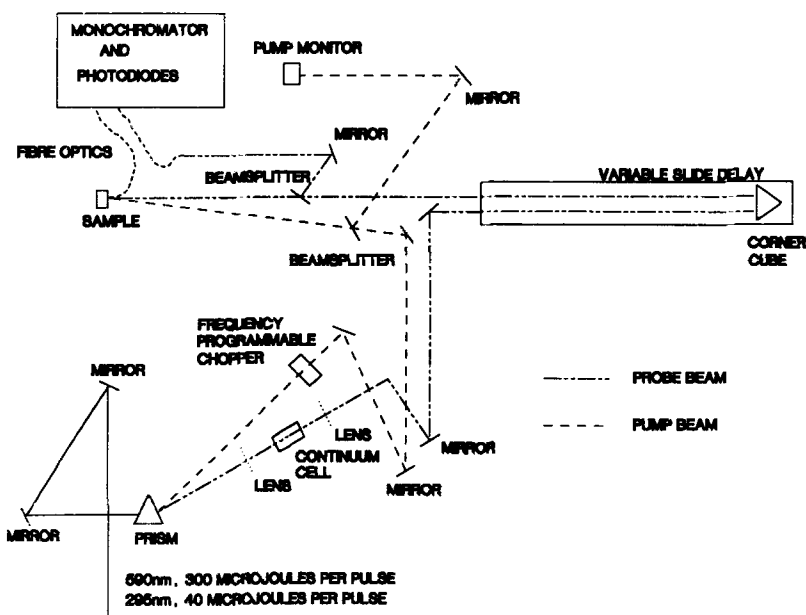 MONOCHROMATOR
AND
PHOTODIODES
PUMP MONITOR
MIRROR
FIBRE OPTICS
MIRROR
BEAMSPLITTER
VARIABLE SLIDE DELAY
SAMPLE
BEAMSPLITTER
CORNER
CUBE
FREQUENCY
PROGRAMMABLE
CHOPPER
MIRROR
PROBE BEAM
PUMP BEAM
LENS
CONTINUUM
CELL
MIRROR
LENS
MIRROR
MIRROR
PRISM
590nm, 300 MICROJOULES PER PULSE
295nm, 40 MICROJOULES PER PULSE